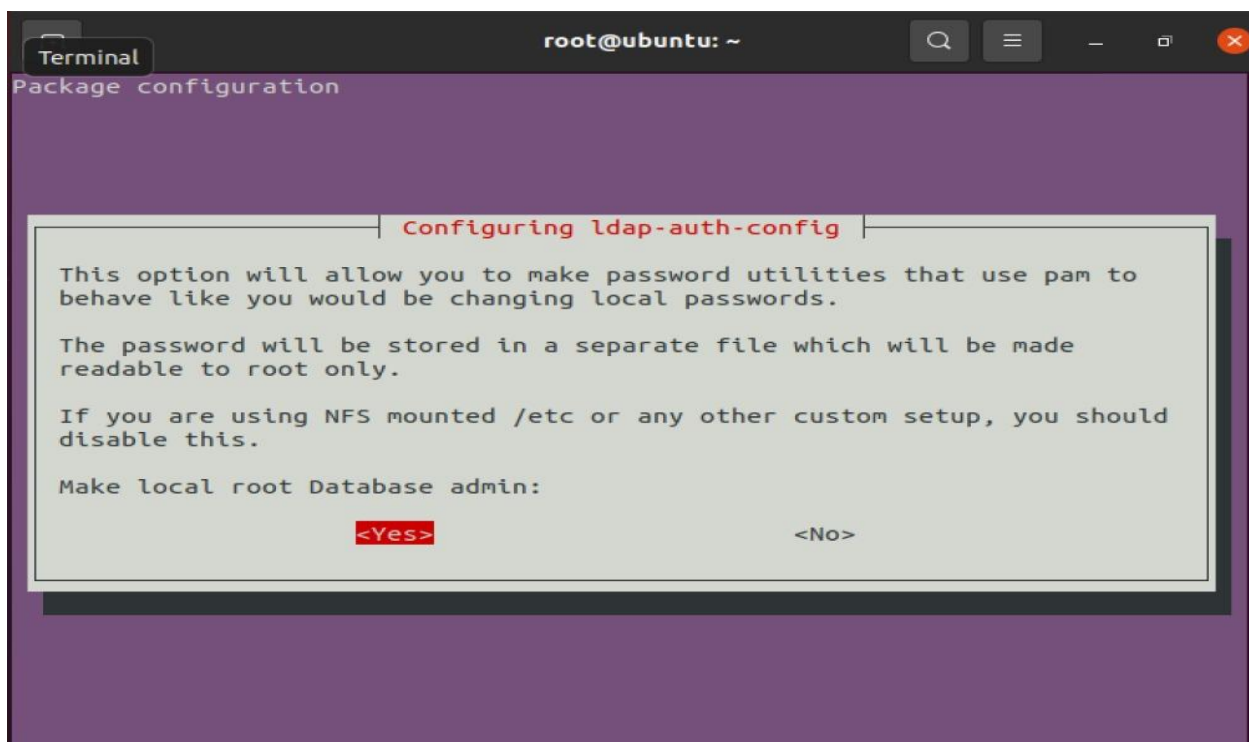 root@ubuntu: ~
Terminal
Package configuration
Configuring ldap-auth-config
This option will allow you to make password utilities that use pam to
behave like you would be changing local passwords.
The password will be stored in a separate file which will be made
readable to root only.
If you are using NFS mounted /etc or any other custom setup, you should
disable this.
Make local root Database admin:
<Yes> <No>